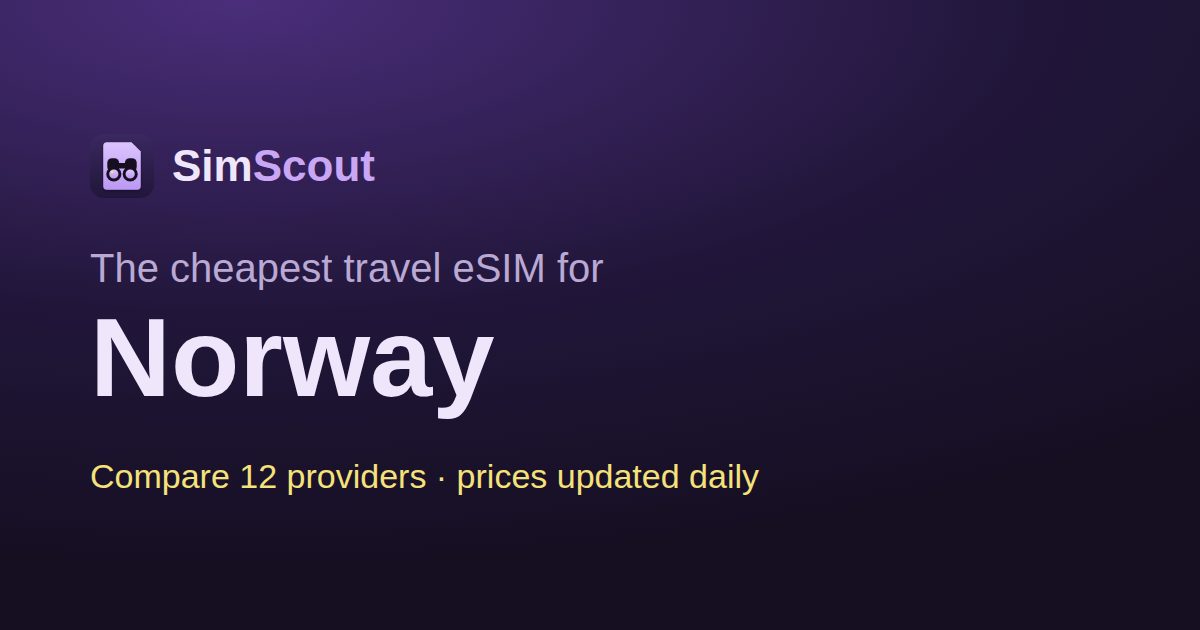 SimScout
The cheapest travel eSIM for
Norway
Compare 12 providers · prices updated daily